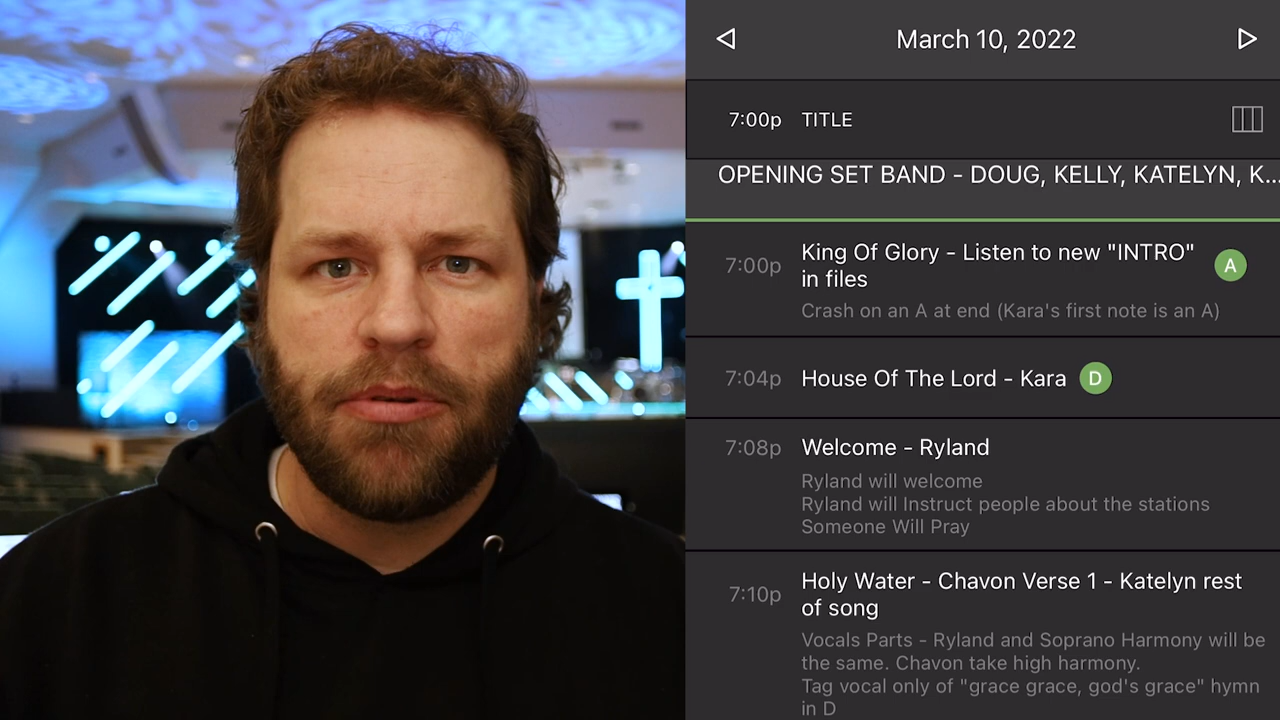 March 10, 2022
7:00p TITLE
OPENING SET BAND - DOUG, KELLY, KATELYN, K...
7:00p King Of Glory - Listen to new "INTRO"
in files A
Crash on an A at end (Kara's first note is an A)
7:04p House Of The Lord - Kara D
7:08p Welcome - Ryland
Ryland will welcome
Ryland will Instruct people about the stations
Someone Will Pray
7:10p Holy Water - Chavon Verse 1 - Katelyn rest
of song
Vocals Parts - Ryland and Soprano Harmony will be
the same. Chavon take high harmony.
Tag vocal only of "grace grace, god's grace" hymn
in D